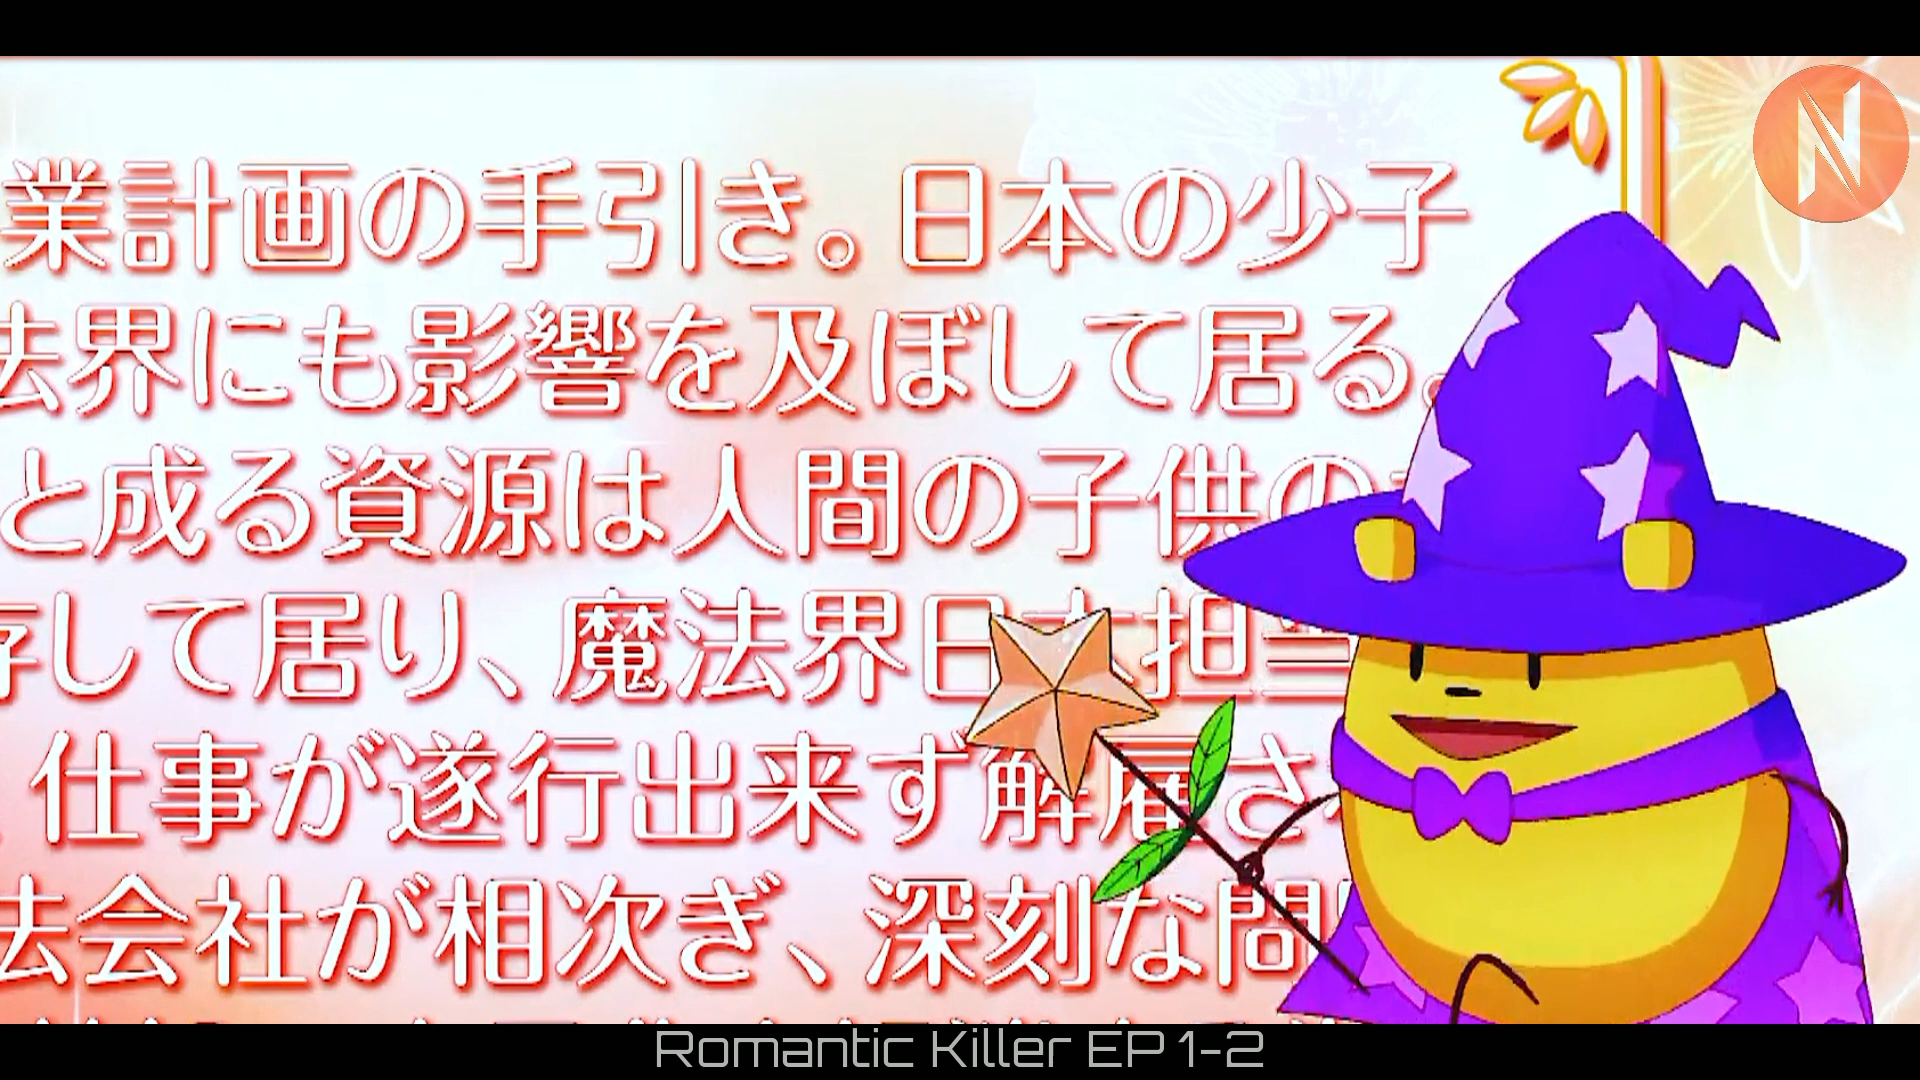 業計画の手引き。日本の少子
法界にも影響を及ぼして居る。
と成る資源は人間の子供の
存して居り、魔法界日本担当
仕事が遂行出来ず解雇さ
法会社が相次ぎ、深刻な問
Romantic Killer EP 1-2
N